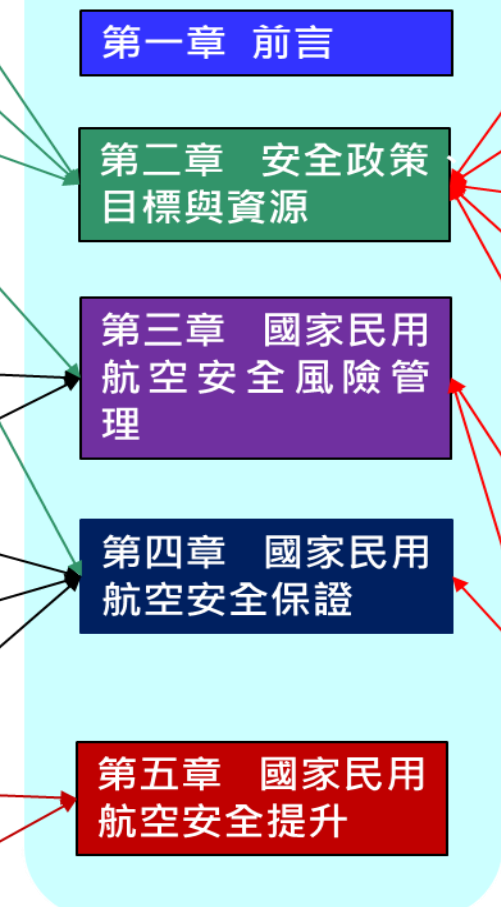 第一章 前言
第二章 安全政策、
目標與資源
第三章 國家民用
航空安全風險管
理
第四章 國家民用
航空安全保證
第五章 國家民用
航空安全提升